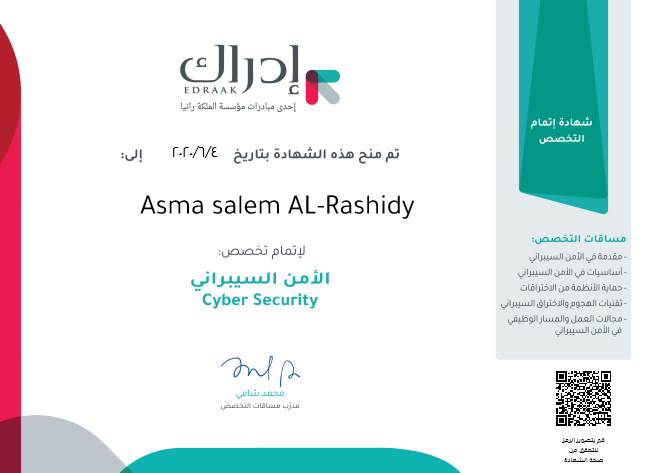 إدراك
EDRAAK
إحدى مبادرات مؤسسة الملكة رانيا
تم منح هذه الشهادة بتاريخ ٢٠٢٠/٦/٤ إلى:
Asma salem AL-Rashidy
لإتمام تخصص:
الأمن السيبراني
Cyber Security
محمد شامي
مدرّب مساقات التخصص
شهادة إتمام
التخصص
مساقات التخصص:
- مقدمة في الأمن السيبراني
- أساسيات في الأمن السيبراني
- حماية الأنظمة من الاختراقات
- تقنيات الهجوم والاختراق السيبراني
- مجالات العمل والمسار الوظيفي
في الأمن السيبراني
قم بتصوير الرمز
للتحقق من
صحة الشهادة